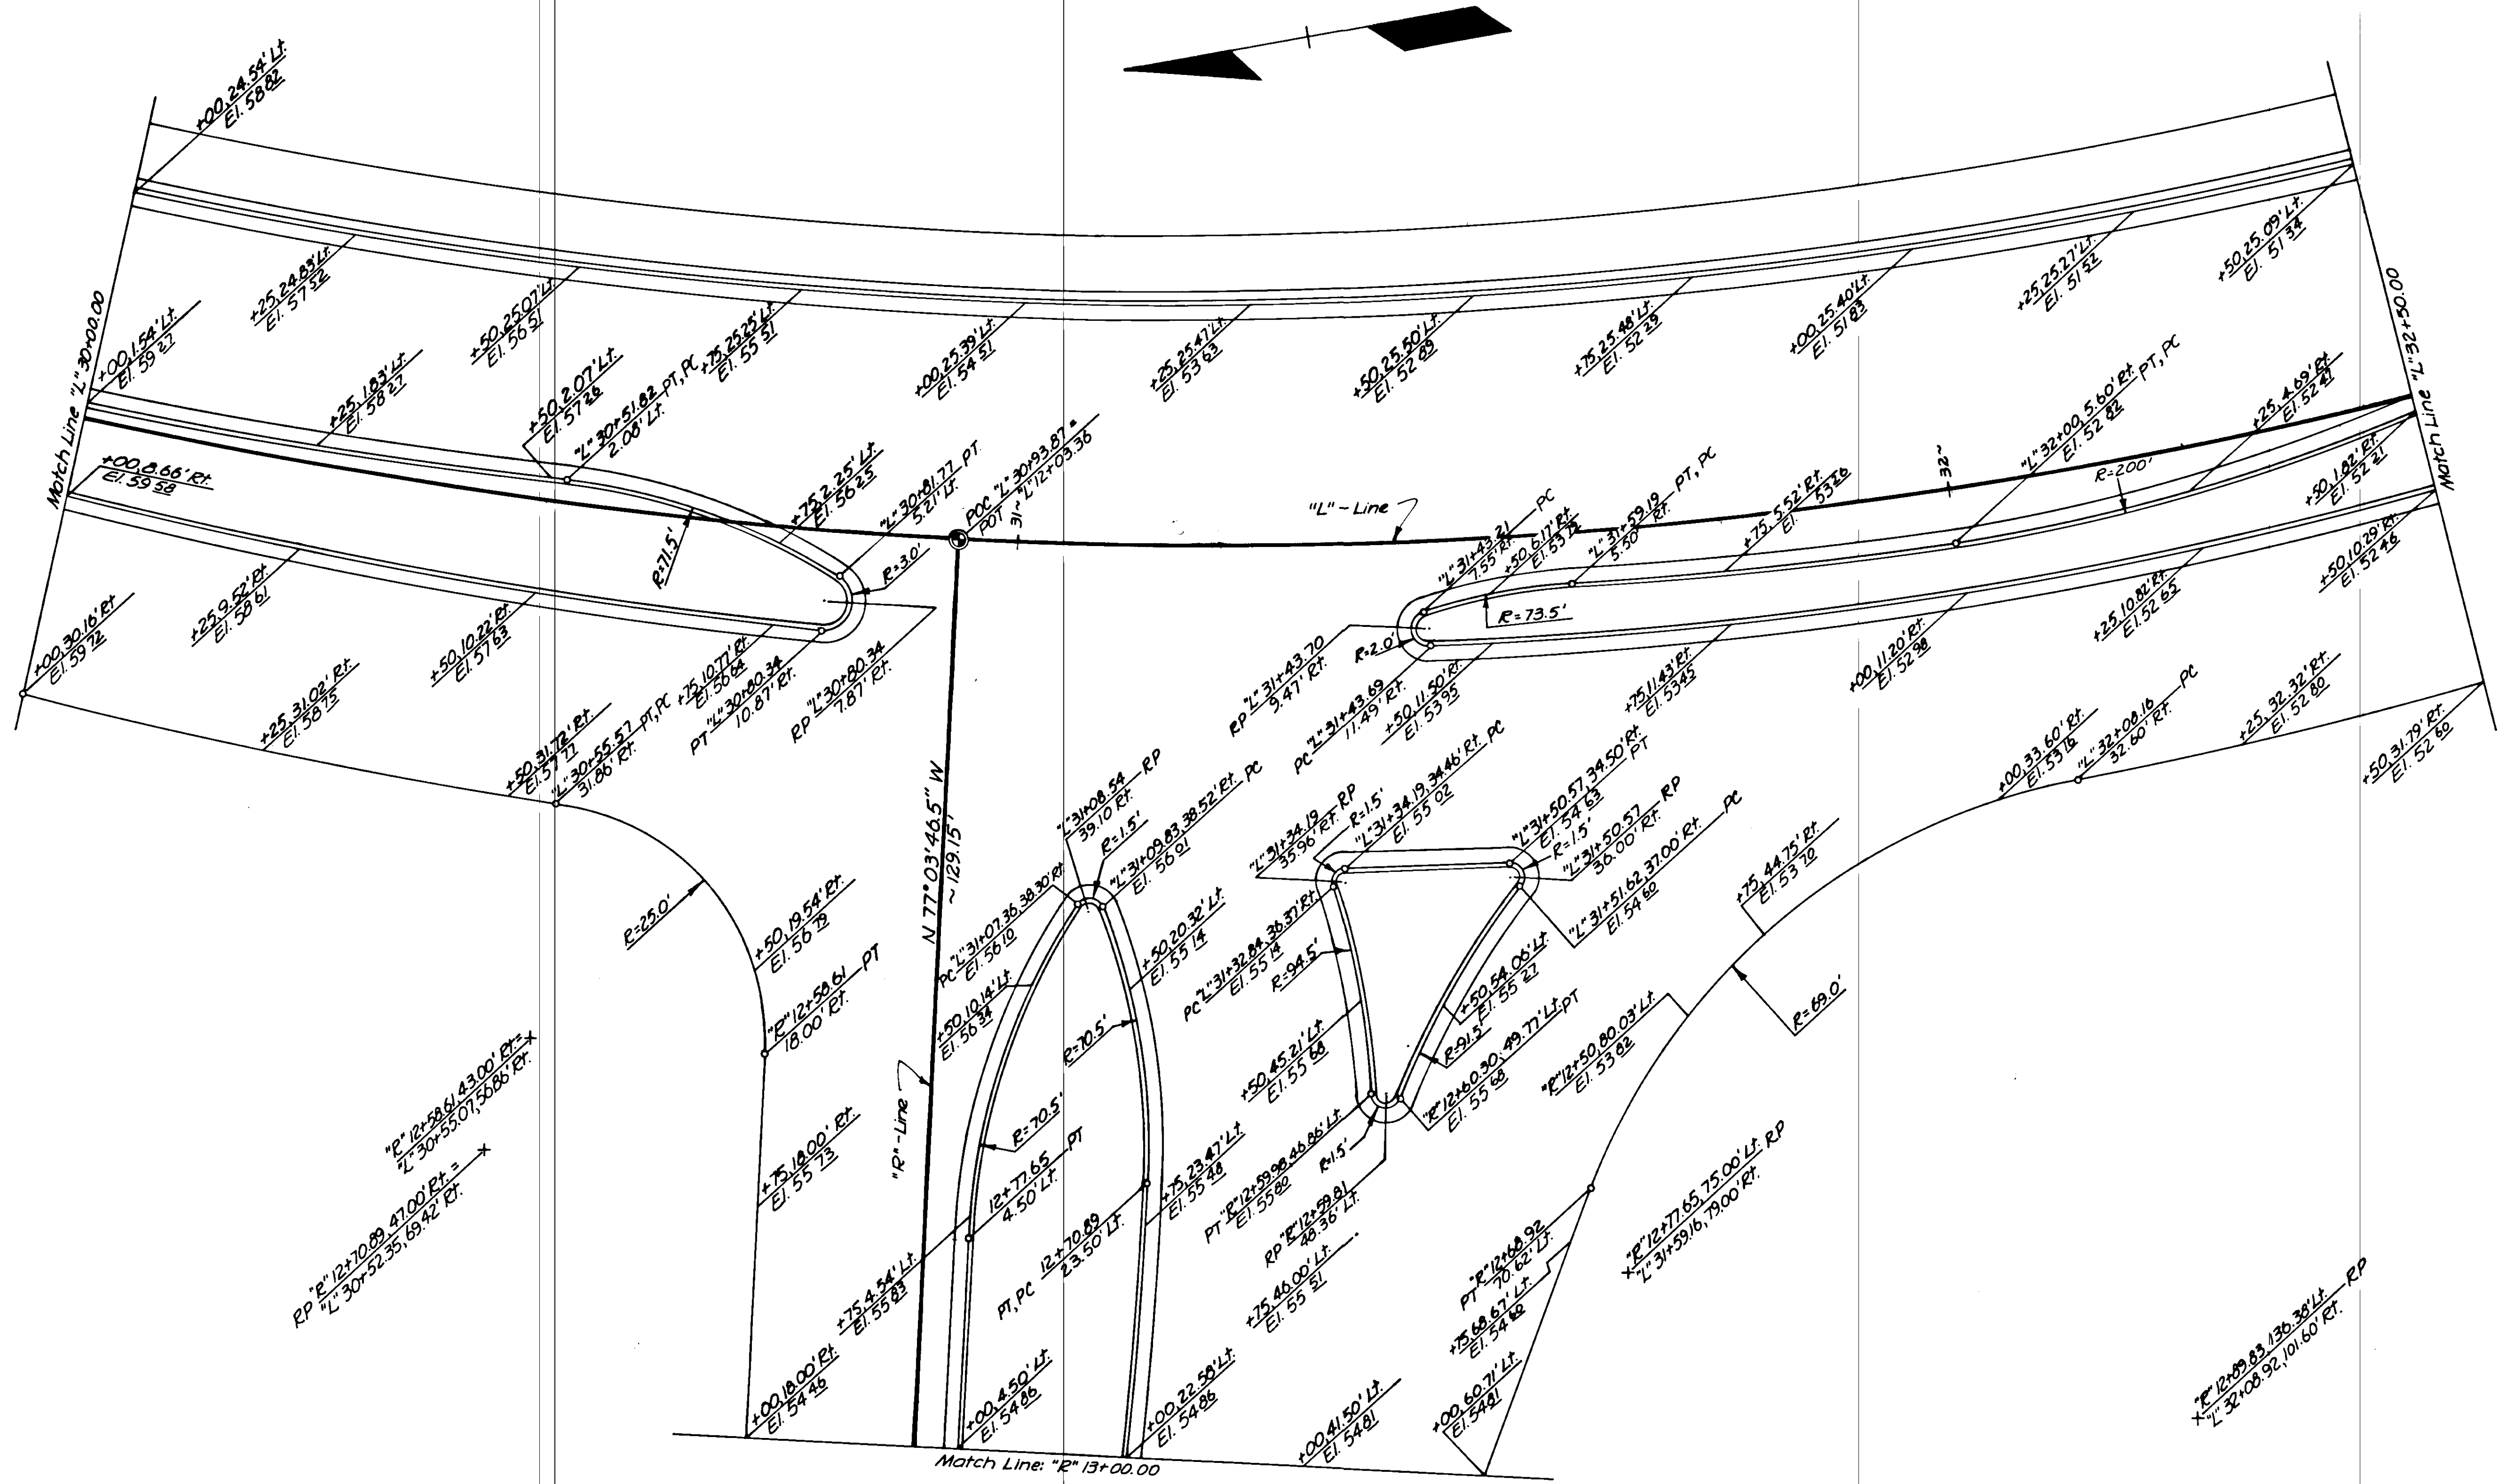 +00, 24.54' Lt.
El. 58 82
Match Line "L" 30+00.00
+00, 1.54' Lt.
El. 59 27
+25, 24.83' Lt.
El. 57 52
+25, 1.83' Lt.
El. 58 27
+50, 25.07' Lt.
El. 56 51
+50, 2.07' Lt.
El. 57 26
"L" 30+51.82 PT, PC
2.08' Lt.
+75, 25.25' Lt.
El. 55 51
+75, 2.25' Lt.
El. 56 25
"L" 30+81.77 PT
5.21' Lt.
+00, 25.39' Lt.
El. 54 51
POC "L" 30+93.87 =
POT "L" 12+03.36
~31~
+25, 25.47' Lt.
El. 53 63
+50, 25.50' Lt.
El. 52 89
+75, 25.48' Lt.
El. 52 29
+00, 25.40' Lt.
El. 51 83
+25, 25.27' Lt.
El. 51 52
+50, 25.09' Lt.
El. 51 34
Match Line "L" 32+50.00
"L" ~ Line
~32~
"L" 32+00, 5.60' Rt. PT, PC
El. 52 82
+25, 4.69' Rt.
El. 52 47
R=200'
+50, 1.82' Rt.
El. 52 21
+50, 10.29' Rt.
El. 52 46
+00, 8.66' Rt.
El. 59 58
R=71.5'
R=3.0'
"L" 31+43.21 PC
7.55' Rt.
+50, 6.17' Rt.
El. 53
"L" 31+59.19 PT, PC
5.50' Rt.
+75, 5.52' Rt.
El. 53 26
R=73.5'
R=2.0'
+00, 30.16' Rt.
El. 59 72
+25, 9.52' Rt.
El. 58 61
+25, 31.02' Rt.
El. 58 75
+50, 10.22' Rt.
El. 57 63
+50, 31.72' Rt.
El. 57 77
"L" 30+55.57 PT, PC
31.86' Rt.
+75, 10.77' Rt.
El. 56 64
PT "L" 30+80.34
10.87' Rt.
RP "L" 30+80.34
7.87' Rt.
RP "L" 31+43.70
9.47' Rt.
PC "L" 31+43.69
11.49' Rt.
+50, 11.50' Rt.
El. 53 95
+75, 11.43' Rt.
El. 53 45
+00, 11.20' Rt.
El. 52 98
+25, 10.82' Rt.
El. 52 65
+00, 33.60' Rt.
El. 53 16
"L" 32+08.16 PC
32.60' Rt.
+25, 32.32' Rt.
El. 52 80
+50, 31.79' Rt.
El. 52 60
R=25.0'
N 77° 03' 46.5" W
~129.15'
"L" 31+08.54 RP
39.10' Rt.
R=1.5'
"L" 31+09.83, 38.52' Rt. PC
El. 56 01
PC "L" 31+07.36, 38.30' Rt.
El. 56 10
"L" 31+34.19 RP
35.96' Rt.
R=1.5'
"L" 31+34.19, 34.46' Rt. PC
El. 55 02
"L" 31+50.57, 34.50' Rt. PT
El. 54 63
R=1.5'
"L" 31+50.57 RP
36.00' Rt.
"L" 31+51.62, 37.00' Rt. PC
El. 54 60
+75, 44.75' Rt.
El. 53 70
+50, 19.54' Rt.
El. 56 79
"R" 12+58.61 PT
18.00' Rt.
+50, 10.14' Lt.
El. 56 34
+50, 20.32' Lt.
El. 55 14
PC "L" 31+32.84, 36.37' Rt.
El. 55 14
R=94.5'
+50, 54.06' Lt.
El. 55 27
R=70.5'
+50, 45.21' Lt.
El. 55 68
R=91.5'
"R" 12+60.30, 49.77' Lt. PT
El. 55 68
"R" 12+50, 80.03' Lt.
El. 53 82
R=69.0'
"R" 12+58.61, 43.00' Rt. =
"L" 30+55.07, 56.86' Rt.
RP "R" 12+70.89, 47.00' Rt. =
"L" 30+52.35, 69.42' Rt.
"R" - Line
R=70.5'
+75, 18.00' Rt.
El. 55 73
12+77.65 PT
4.50' Lt.
PT, PC 12+70.89
23.50' Lt.
+75, 23.47' Lt.
El. 55 48
PT "R" 12+59.98, 46.86' Lt.
El. 55 80
R=1.5'
RP "R" 12+59.81
48.36' Lt.
+75, 46.00' Lt.
El. 55 51
PT "R" 12+68.92
70.62' Lt.
+75, 68.67' Lt.
El. 54 60
"R" 12+77.65, 75.00' Lt. RP
"L" 31+59.16, 79.00' Rt.
+75, 4.54' Lt.
El. 55 83
+00, 18.00' Rt.
El. 54 46
+00, 4.50' Lt.
El. 54 86
+00, 22.58' Lt.
El. 54 86
+00, 41.50' Lt.
El. 54 81
+00, 60.71' Lt.
El. 54 81
"R" 12+89.83, 136.38' Lt. RP
"L" 32+08.92, 101.60' Rt.
Match Line: "R" 13+00.00